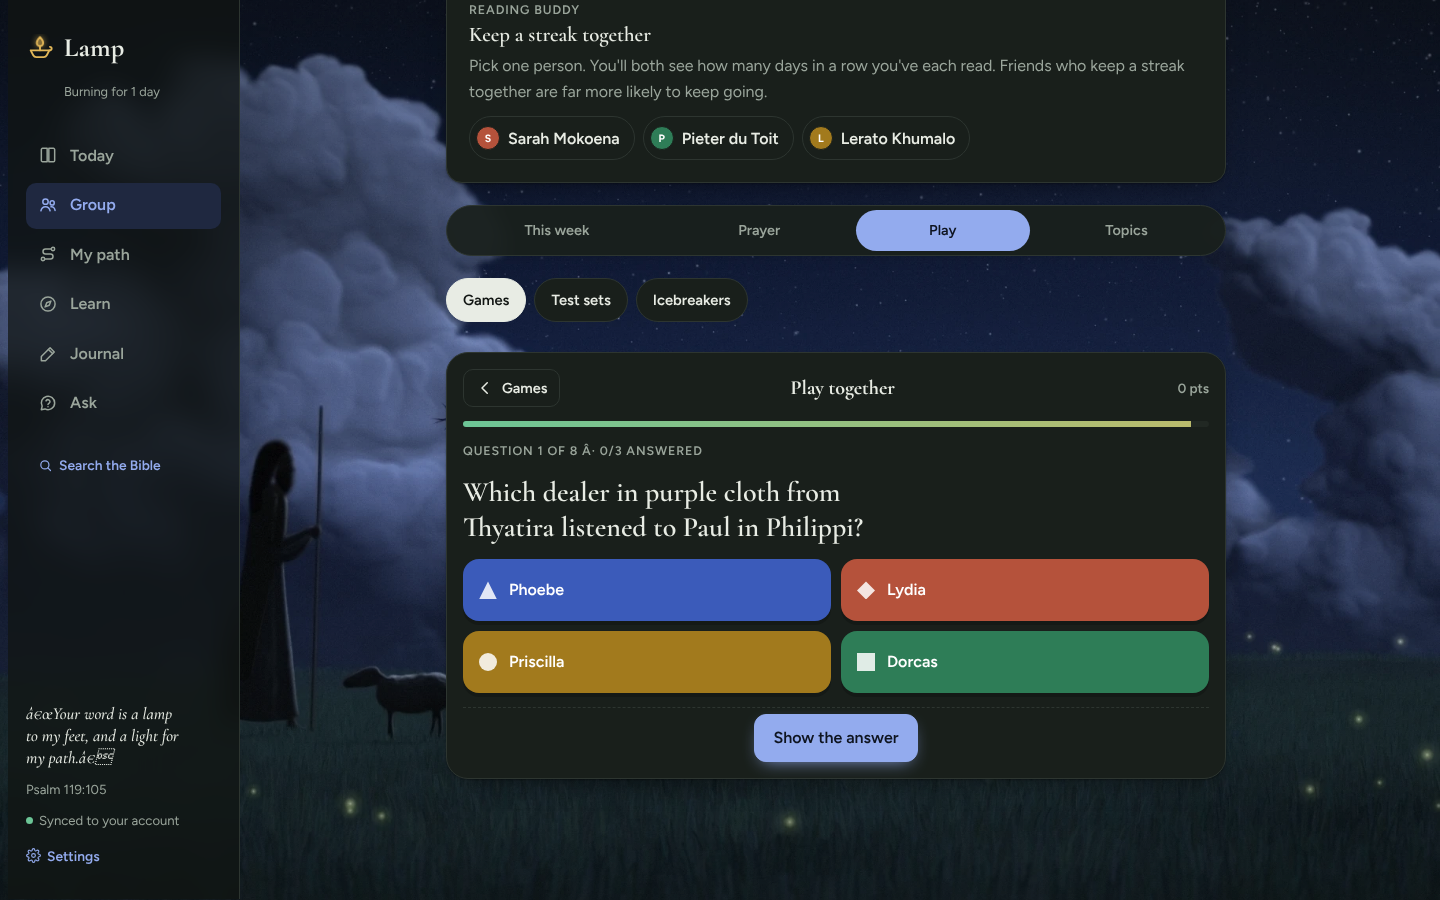 Lamp
Burning for 1 day
Today
Group
My path
Learn
Journal
Ask
Search the Bible
â€œYour word is a lamp
to my feet, and a light for
my path.â€
Psalm 119:105
Synced to your account
Settings
READING BUDDY
Keep a streak together
Pick one person. You'll both see how many days in a row you've each read. Friends who keep a streak
together are far more likely to keep going.
S Sarah Mokoena P Pieter du Toit L Lerato Khumalo
This week Prayer Play Topics
Games Test sets Icebreakers
Games Play together 0 pts
QUESTION 1 OF 8 Â· 0/3 ANSWERED
Which dealer in purple cloth from
Thyatira listened to Paul in Philippi?
Phoebe Lydia
Priscilla Dorcas
Show the answer